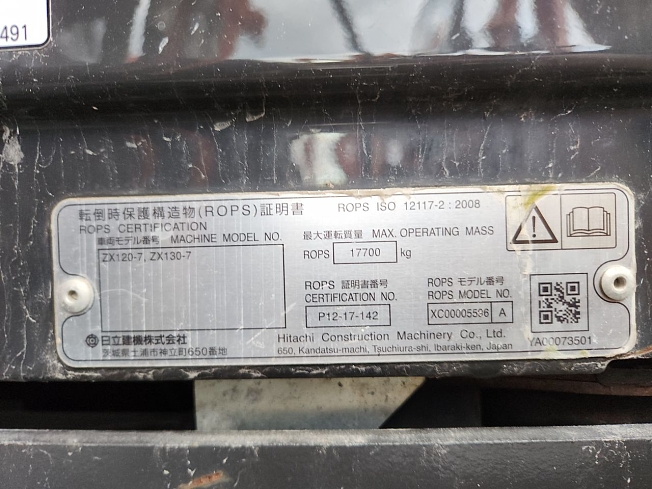 491
転倒時保護構造物(ROPS)証明書 ROPS ISO 12117-2 : 2008
ROPS CERTIFICATION
車両モデル番号 MACHINE MODEL NO.
ZX120-7, ZX130-7
最大運転質量 MAX. OPERATING MASS
ROPS 17700 kg
ROPS 証明書番号
CERTIFICATION NO.
P12-17-142
ROPS モデル番号
ROPS MODEL NO.
XC00005536 A
日立建機株式会社
茨城県土浦市神立町650番地
Hitachi Construction Machinery Co., Ltd.
650, Kandatsu-machi, Tsuchiura-shi, Ibaraki-ken, Japan
YA00073501